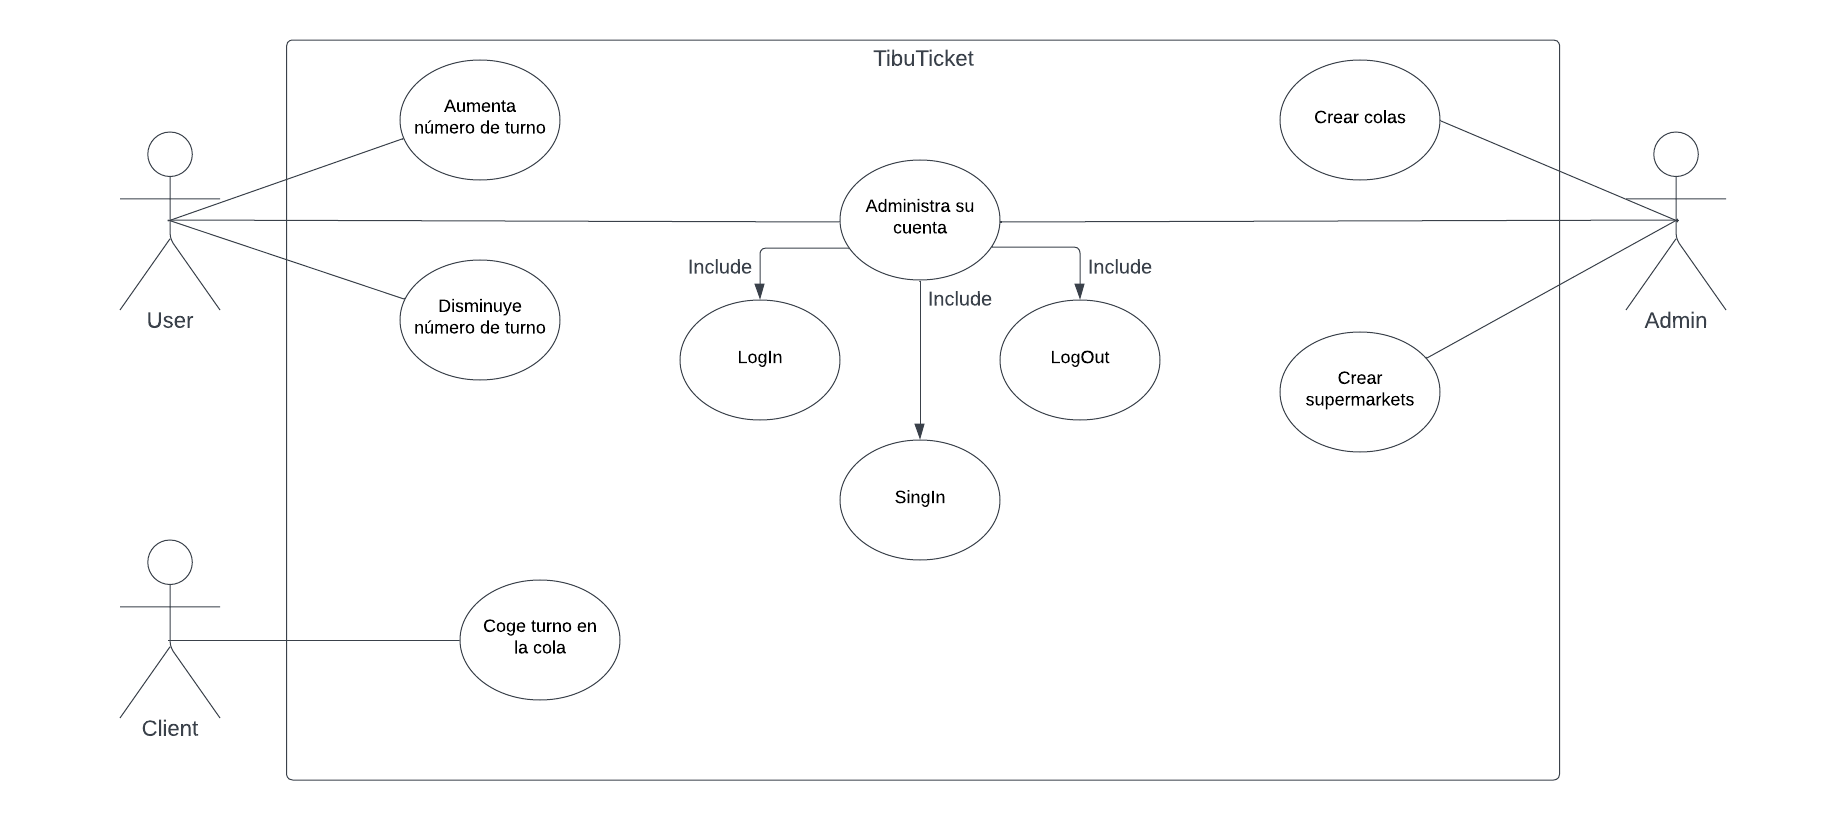 TibuTicket
Aumenta
número de turno
Crear colas
Administra su
cuenta
User
Disminuye
número de turno
Include
Include
Include
LogIn
LogOut
Admin
Crear
supermarkets
SingIn
Client
Coge turno en
la cola